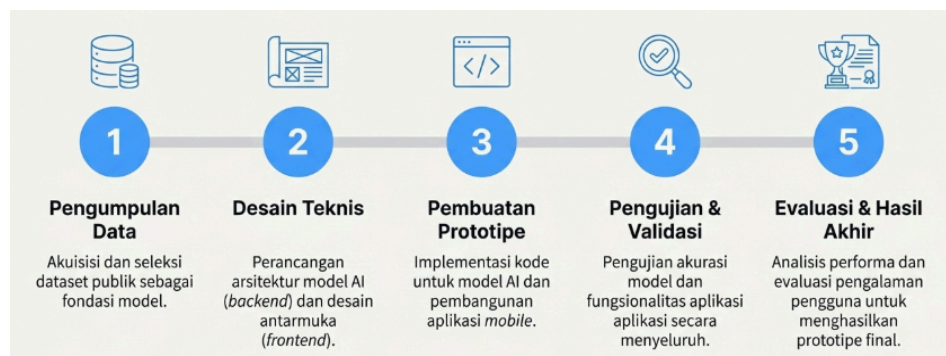 1
2
3
4
5
Pengumpulan
Data
Akuisisi dan seleksi
dataset publik sebagai
fondasi model.
Desain Teknis
Perancangan
arsitektur model AI
(backend) dan desain
antarmuka
(frontend).
Pembuatan
Prototipe
Implementasi kode
untuk model AI dan
pembangunan
aplikasi mobile.
Pengujian &
Validasi
Pengujian akurasi
model dan
fungsionalitas aplikasi
aplikasi secara
menyeluruh.
Evaluasi & Hasil
Akhir
Analisis performa dan
evaluasi pengalaman
pengguna untuk
menghasilkan
prototipe final.